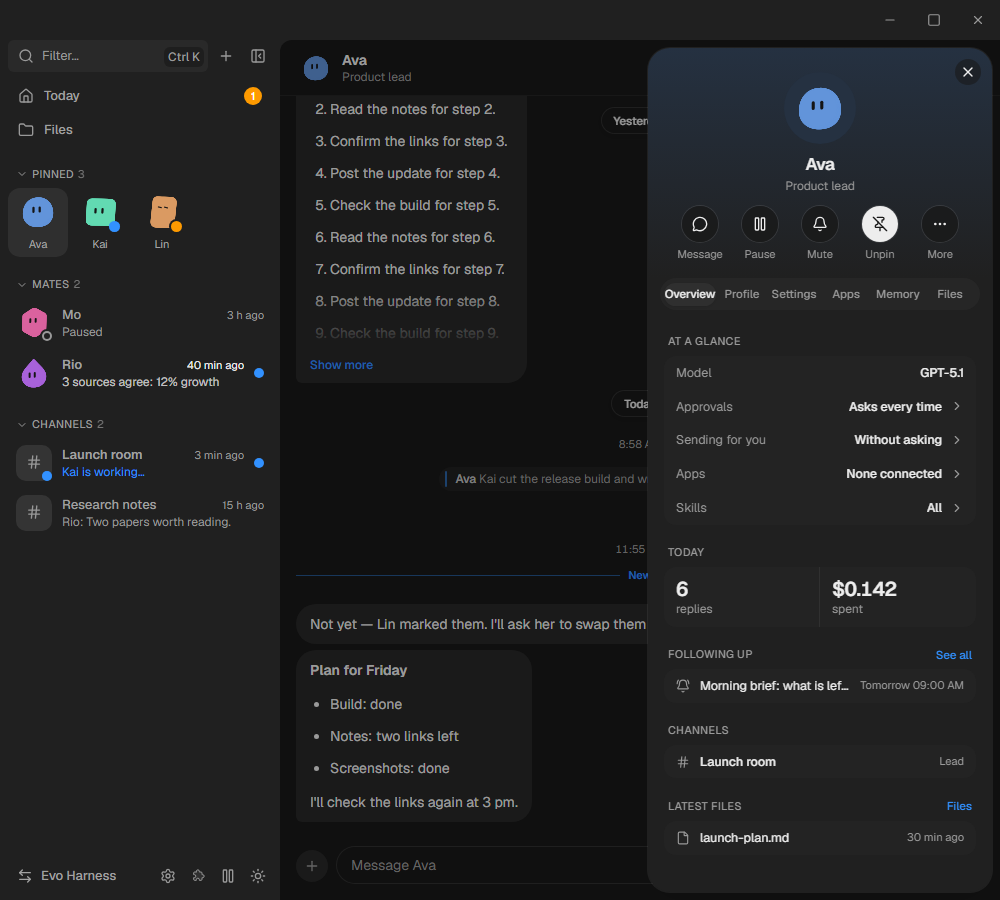 Filter...
Ctrl K
Today
1
Files
PINNED 3
Ava
Kai
Lin
MATES 2
Mo
3 h ago
Paused
Rio
40 min ago
3 sources agree: 12% growth
CHANNELS 2
Launch room
3 min ago
Kai is working...
Research notes
15 h ago
Rio: Two papers worth reading.
Evo Harness
Ava
Product lead
2. Read the notes for step 2.
3. Confirm the links for step 3.
4. Post the update for step 4.
5. Check the build for step 5.
6. Read the notes for step 6.
7. Confirm the links for step 7.
8. Post the update for step 8.
9. Check the build for step 9.
Show more
Yester
Toda
8:58 A
Ava Kai cut the release build and w
11:55
New
Not yet — Lin marked them. I'll ask her to swap them
Plan for Friday
• Build: done
• Notes: two links left
• Screenshots: done
I'll check the links again at 3 pm.
Message Ava
Ava
Product lead
Message
Pause
Mute
Unpin
More
Overview
Profile
Settings
Apps
Memory
Files
AT A GLANCE
Model
GPT-5.1
Approvals
Asks every time
Sending for you
Without asking
Apps
None connected
Skills
All
TODAY
6
replies
$0.142
spent
FOLLOWING UP
See all
Morning brief: what is lef...
Tomorrow 09:00 AM
CHANNELS
Launch room
Lead
LATEST FILES
Files
launch-plan.md
30 min ago